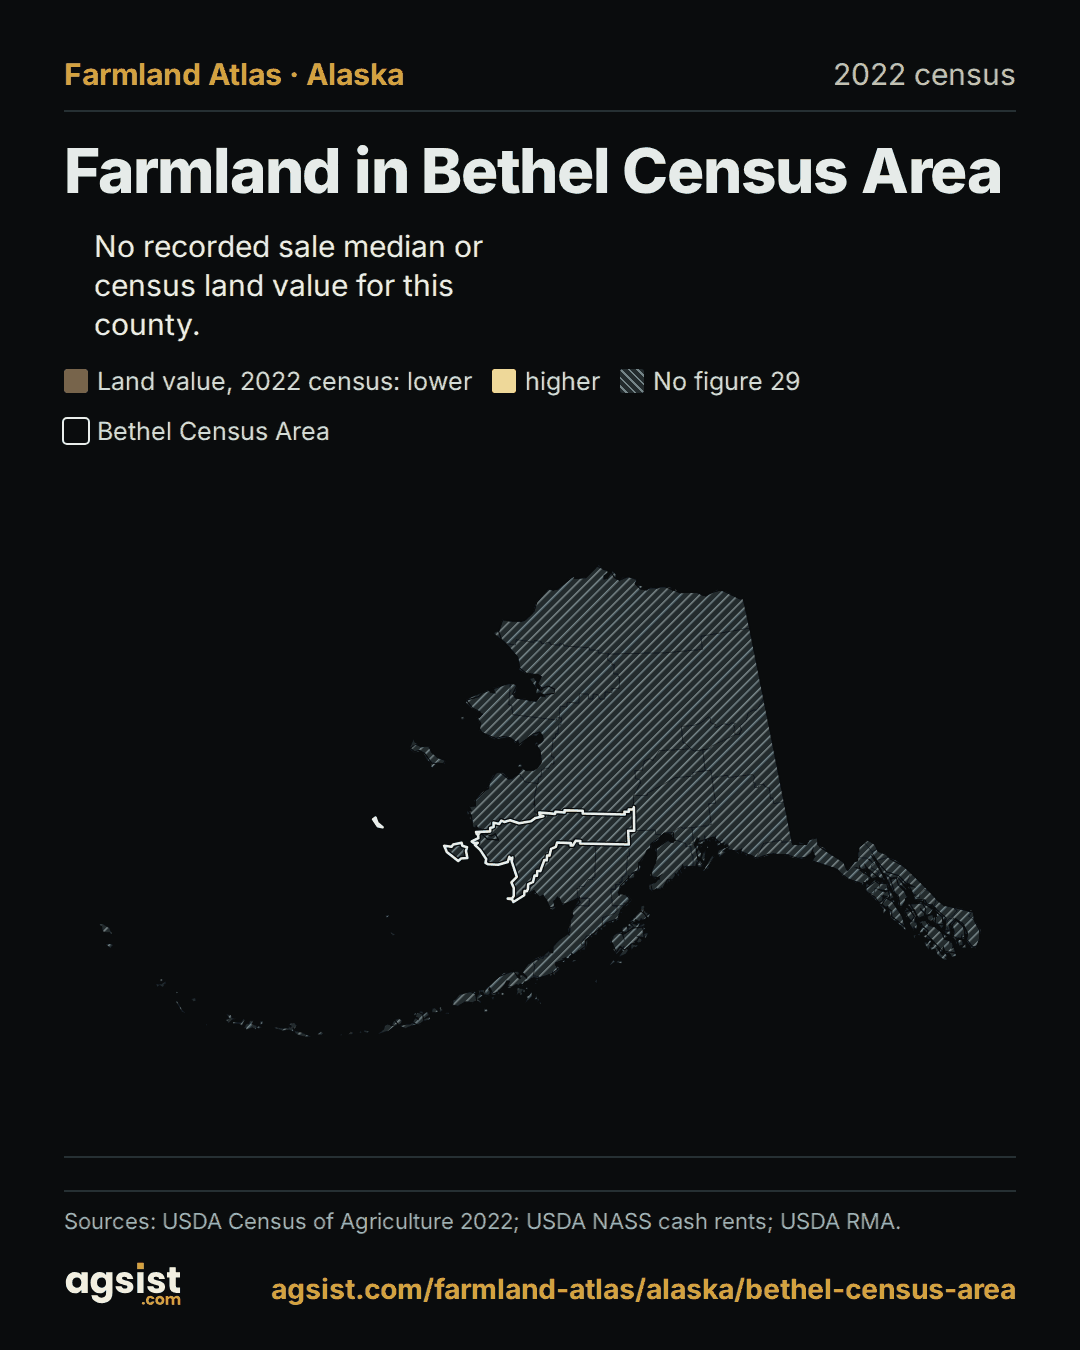 Farmland Atlas · Alaska
2022 census
Farmland in Bethel Census Area
No recorded sale median or
census land value for this
county.
Land value, 2022 census: lower higher No figure 29
Bethel Census Area
Sources: USDA Census of Agriculture 2022; USDA NASS cash rents; USDA RMA.
agsist
.com
agsist.com/farmland-atlas/alaska/bethel-census-area